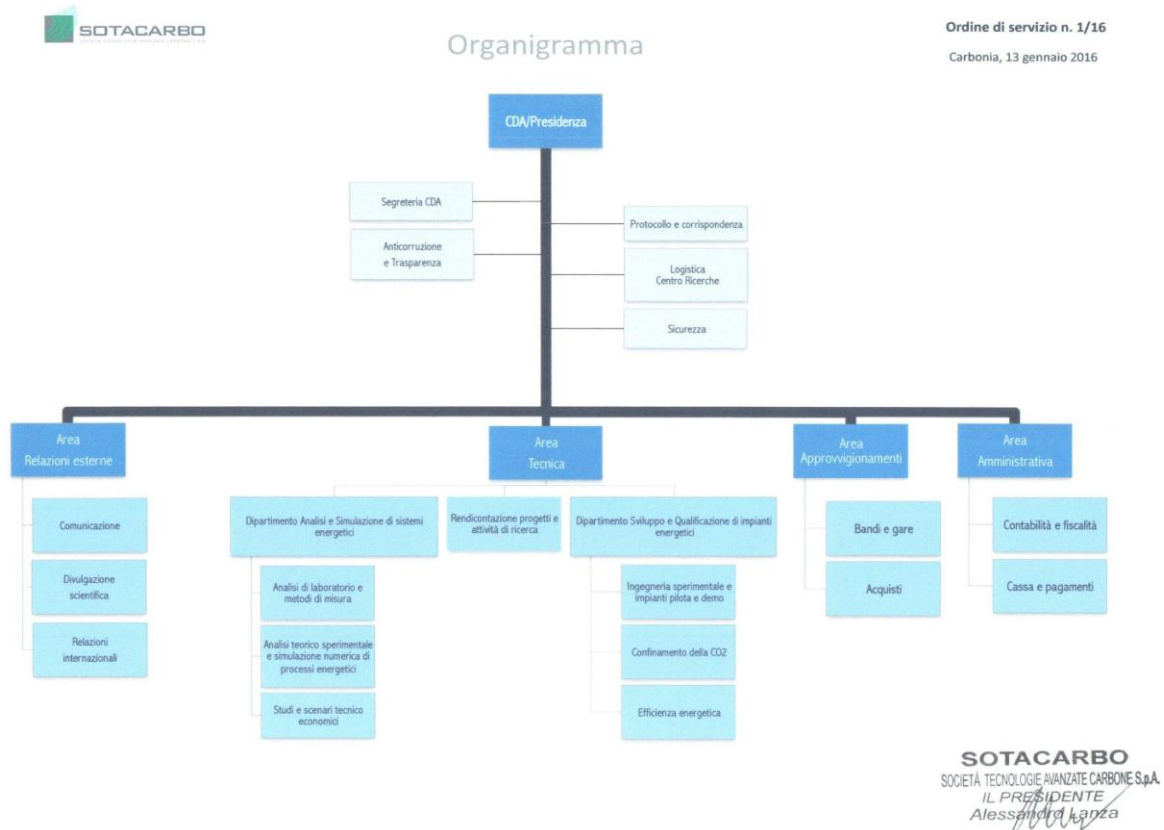 SOTACARBO
Organigramma
Ordine di servizio n. 1/16
Carbonia, 13 gennaio 2016
CDA/Presidenza
Segreteria CDA
Anticorruzione
e Trasparenza
Protocollo e corrispondenza
Logistica
Centro Ricerche
Sicurezza
Area
Relazioni esterne
Comunicazione
Divulgazione
scientifica
Relazioni
internazionali
Area
Tecnica
Dipartimento Analisi e Simulazione di sistemi
energetici
Analisi di laboratorio e
metodi di misura
Analisi teorico sperimentale
e simulazione numerica di
processi energetici
Studi e scenari tecnico
economici
Rendicontazione progetti e
attività di ricerca
Dipartimento Sviluppo e Qualificazione di impianti
energetici
Ingegneria sperimentale e
impianti pilota e demo
Confinamento della CO2
Efficienza energetica
Area
Approvvigionamenti
Bandi e gare
Acquisti
Area
Amministrativa
Contabilità e fiscalità
Cassa e pagamenti
SOTACARBO
SOCIETÀ TECNOLOGIE AVANZATE CARBONE S.p.A.
IL PRESIDENTE
Alessandro Lanza